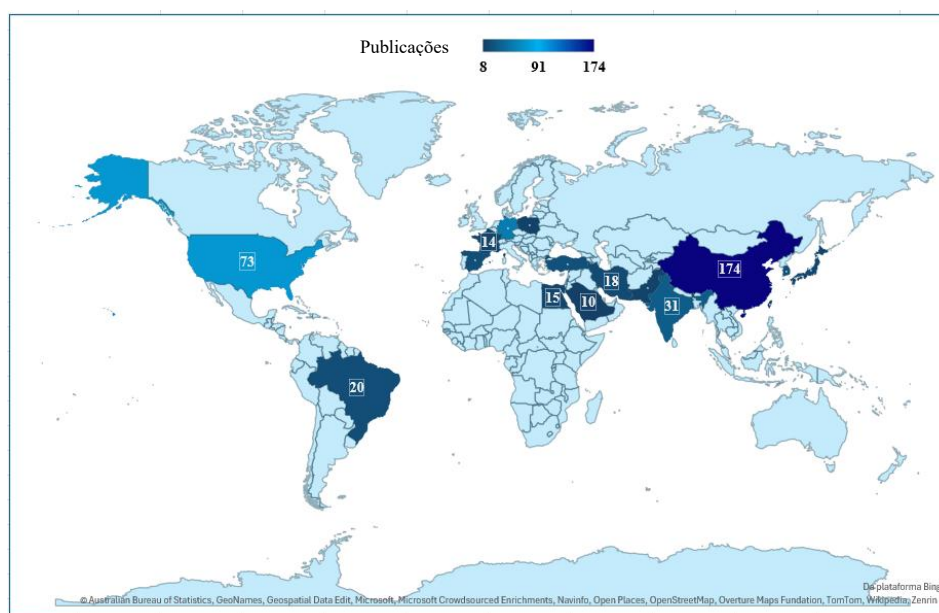 Publicações
8 91 174
14
73
174
18
15
10
31
20
Da plataforma Bing
© Australian Bureau of Statistics, GeoNames, Geospatial Data Edit, Microsoft, Microsoft Crowdsourced Enrichments, Navinfo, Open Places, OpenStreetMap, Overture Maps Fundation, TomTom, Wikipedia, Zenrin